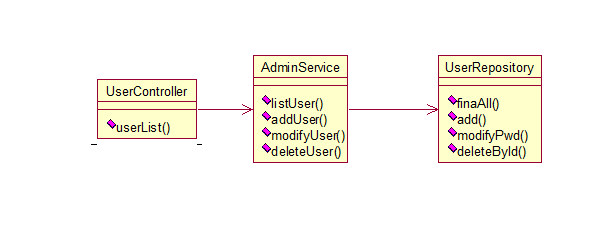 UserController
userList()
AdminService
listUser()
addUser()
modifyUser()
deleteUser()
UserRepository
finaAll()
add()
modifyPwd()
deleteById()